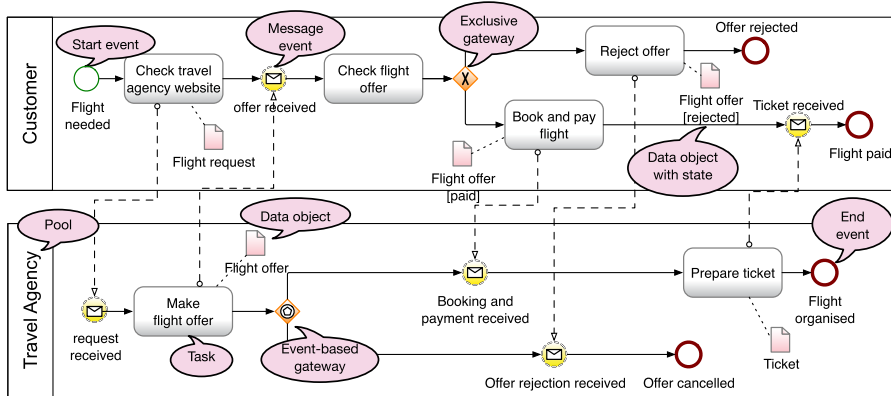 Customer
Start event
Message
event
Exclusive
gateway
Offer rejected
Check travel
agency website
Check flight
offer
Reject offer
Flight
needed
offer received
Flight offer
[rejected]
Ticket received
Book and pay
flight
Flight request
Flight offer
[paid]
Data object
with state
Flight paid
Travel Agency
Pool
Data object
End
event
Flight offer
Prepare ticket
Make
flight offer
Booking and
payment received
Flight
organised
request
received
Task
Event-based
gateway
Ticket
Offer rejection received
Offer cancelled